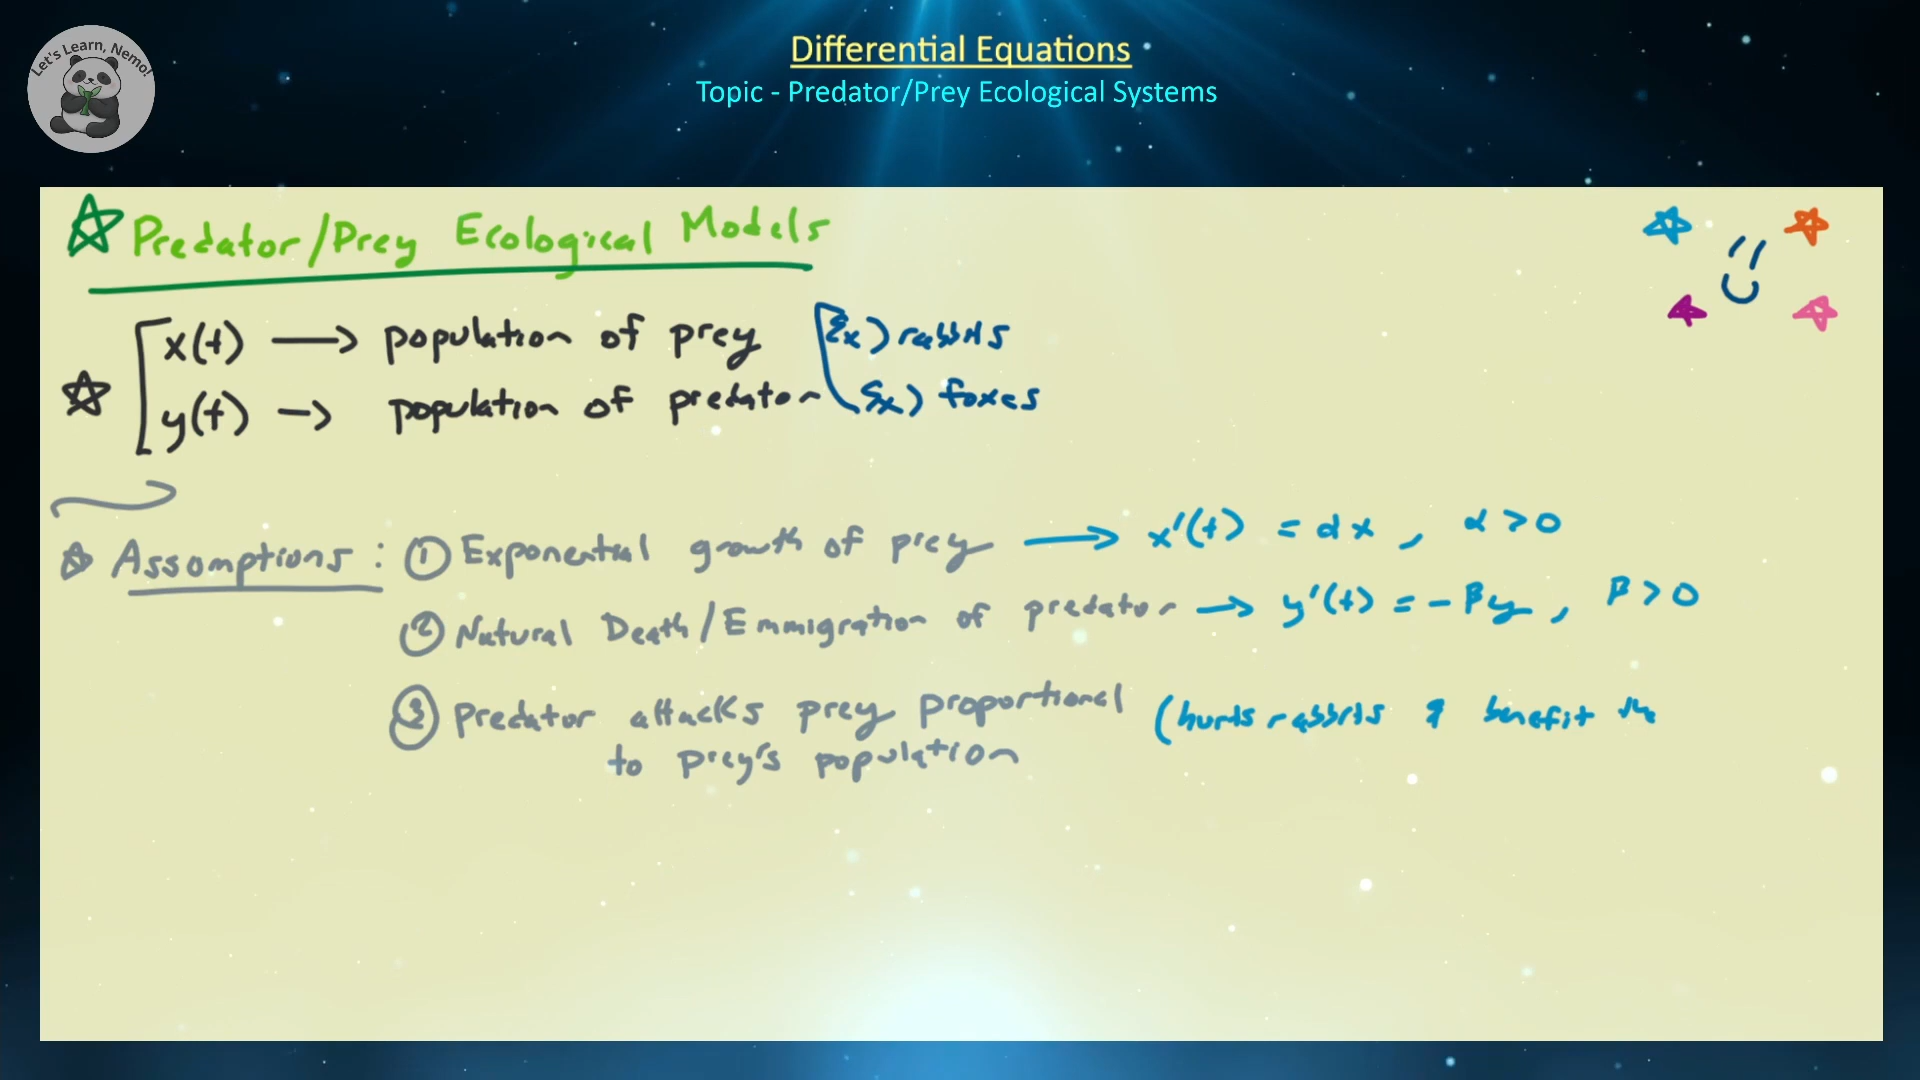 Let's Learn, Nemo!
Differential Equations
Topic - Predator/Prey Ecological Systems
Predator/Prey Ecological Models
x(t) → population of prey (Ex) rabbits
y(t) → population of predator (Ex) foxes
Assumptions: ① Exponential growth of prey → x'(t) = αx, α>0
② Natural Death/Emmigration of predator → y'(t) = -βy, β>0
③ Predator attacks prey proportional (hurts rabbits & benefit the
to prey's population